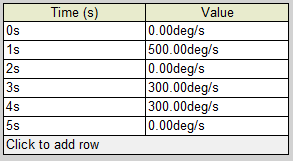 Time (s) Value
0s 0.00deg/s
1s 500.00deg/s
2s 0.00deg/s
3s 300.00deg/s
4s 300.00deg/s
5s 0.00deg/s
Click to add row